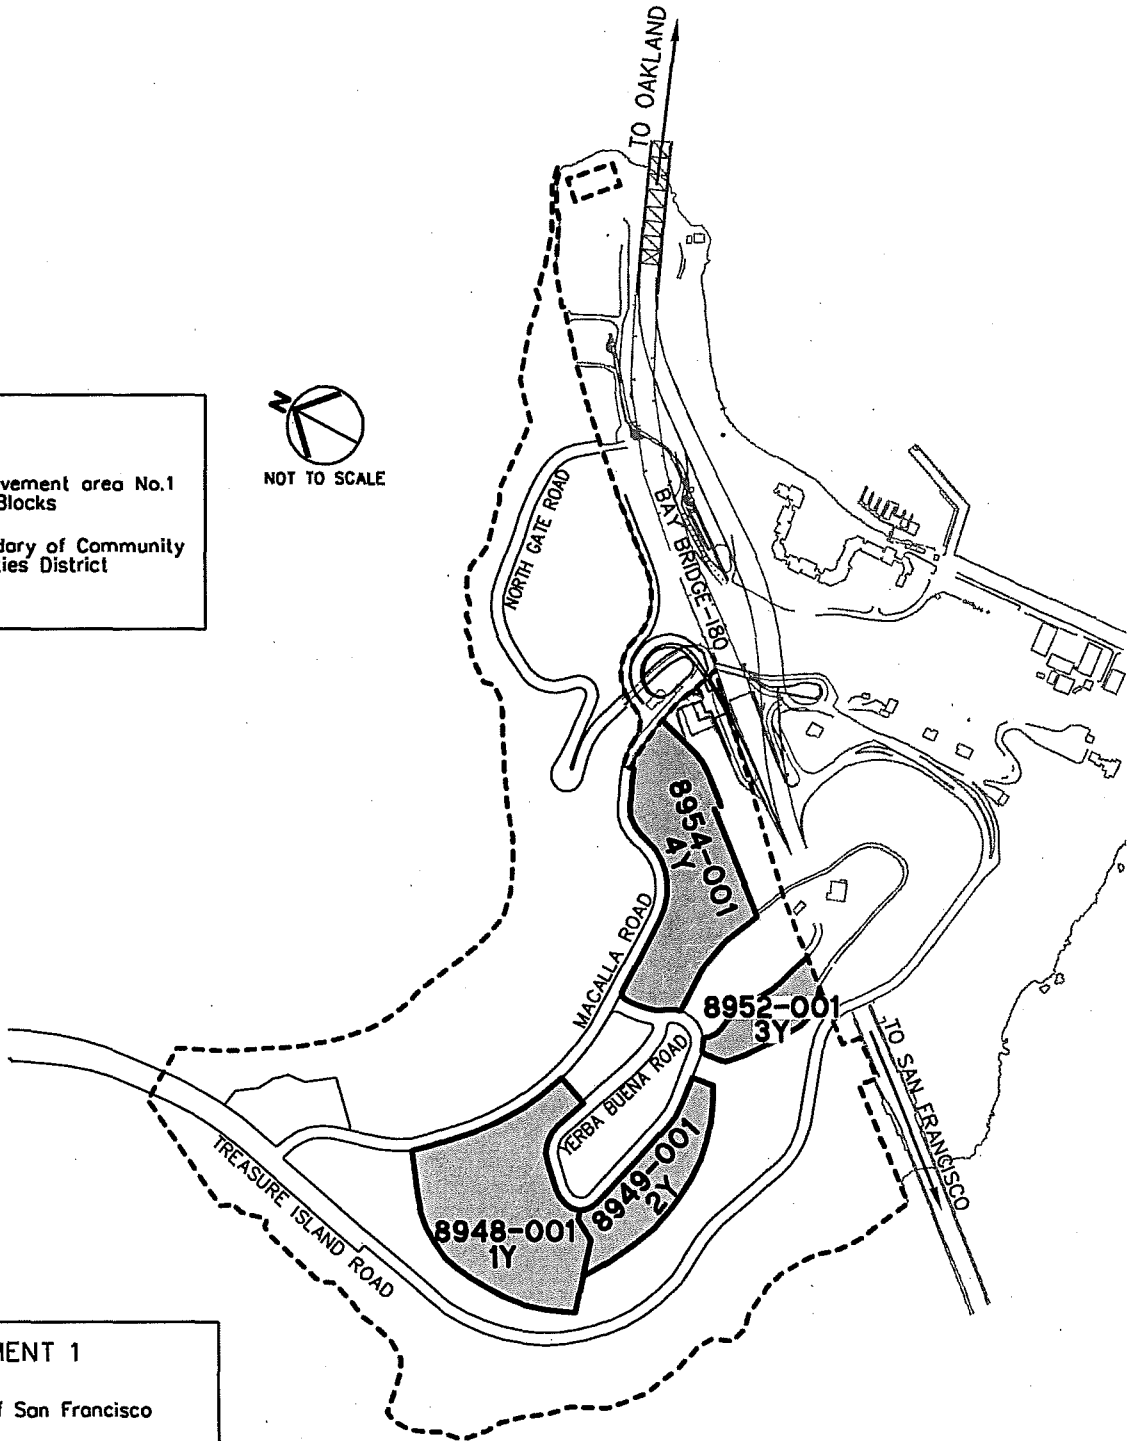 TO OAKLAND
N
NOT TO SCALE
vement area No.1
Blocks
dary of Community
ies District
NORTH GATE ROAD
BAY BRIDGE-I80
8954-001
4Y
MACALLA ROAD
8952-001
3Y
TO SAN FRANCISCO
YERBA BUENA ROAD
8949-001
2Y
8948-001
1Y
TREASURE ISLAND ROAD
MENT 1
f San Francisco